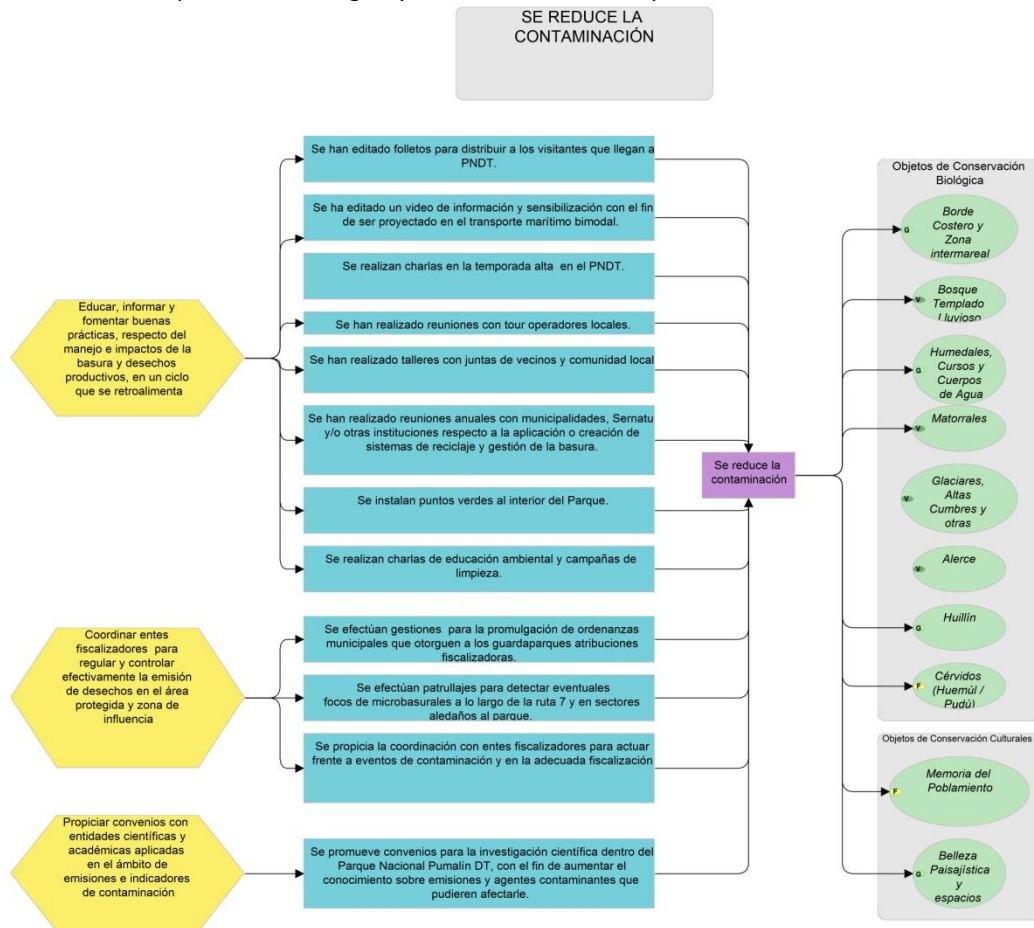 SE REDUCE LA
CONTAMINACIÓN
Se han editado folletos para distribuir a los visitantes que llegan a
PNDT.
Se ha editado un video de información y sensibilización con el fin
de ser proyectado en el transporte marítimo bimodal.
Se realizan charlas en la temporada alta en el PNDT.
Educar, informar y
fomentar buenas
prácticas, respecto del
manejo e impactos de la
basura y desechos
productivos, en un ciclo
que se retroalimenta
Se han realizado reuniones con tour operadores locales.
Se han realizado talleres con juntas de vecinos y comunidad local
Se han realizado reuniones anuales con municipalidades, Sernatu
y/o otras instituciones respecto a la aplicación o creación de
sistemas de reciclaje y gestión de la basura.
Se instalan puntos verdes al interior del Parque.
Se realizan charlas de educación ambiental y campañas de
limpieza.
Coordinar entes
fiscalizadores para
regular y controlar
efectivamente la emisión
de desechos en el área
protegida y zona de
influencia
Se efectúan gestiones para la promulgación de ordenanzas
municipales que otorguen a los guardaparques atribuciones
fiscalizadoras.
Se efectúan patrullajes para detectar eventuales
focos de microbasurales a lo largo de la ruta 7 y en sectores
aledaños al parque.
Se propicia la coordinación con entes fiscalizadores para actuar
frente a eventos de contaminación y en la adecuada fiscalización
Propiciar convenios con
entidades científicas y
académicas aplicadas
en el ámbito de
emisiones e indicadores
de contaminación
Se promueve convenios para la investigación científica dentro del
Parque Nacional Pumalín DT, con el fin de aumentar el
conocimiento sobre emisiones y agentes contaminantes que
pudieren afectarle.
Se reduce la
contaminación
Objetos de Conservación
Biológica
G
Borde
Costero y
Zona
intermareal
V
Bosque
Templado
Lluvioso
G
Humedales,
Cursos y
Cuerpos
de Agua
V
Matorrales
V
Glaciares,
Altas
Cumbres y
otras
V
Alerce
G
Huillín
F
Cérvidos
(Huemúl /
Pudú)
Objetos de Conservación Culturales
F
Memoria del
Poblamiento
G
Belleza
Paisajística
y
espacios